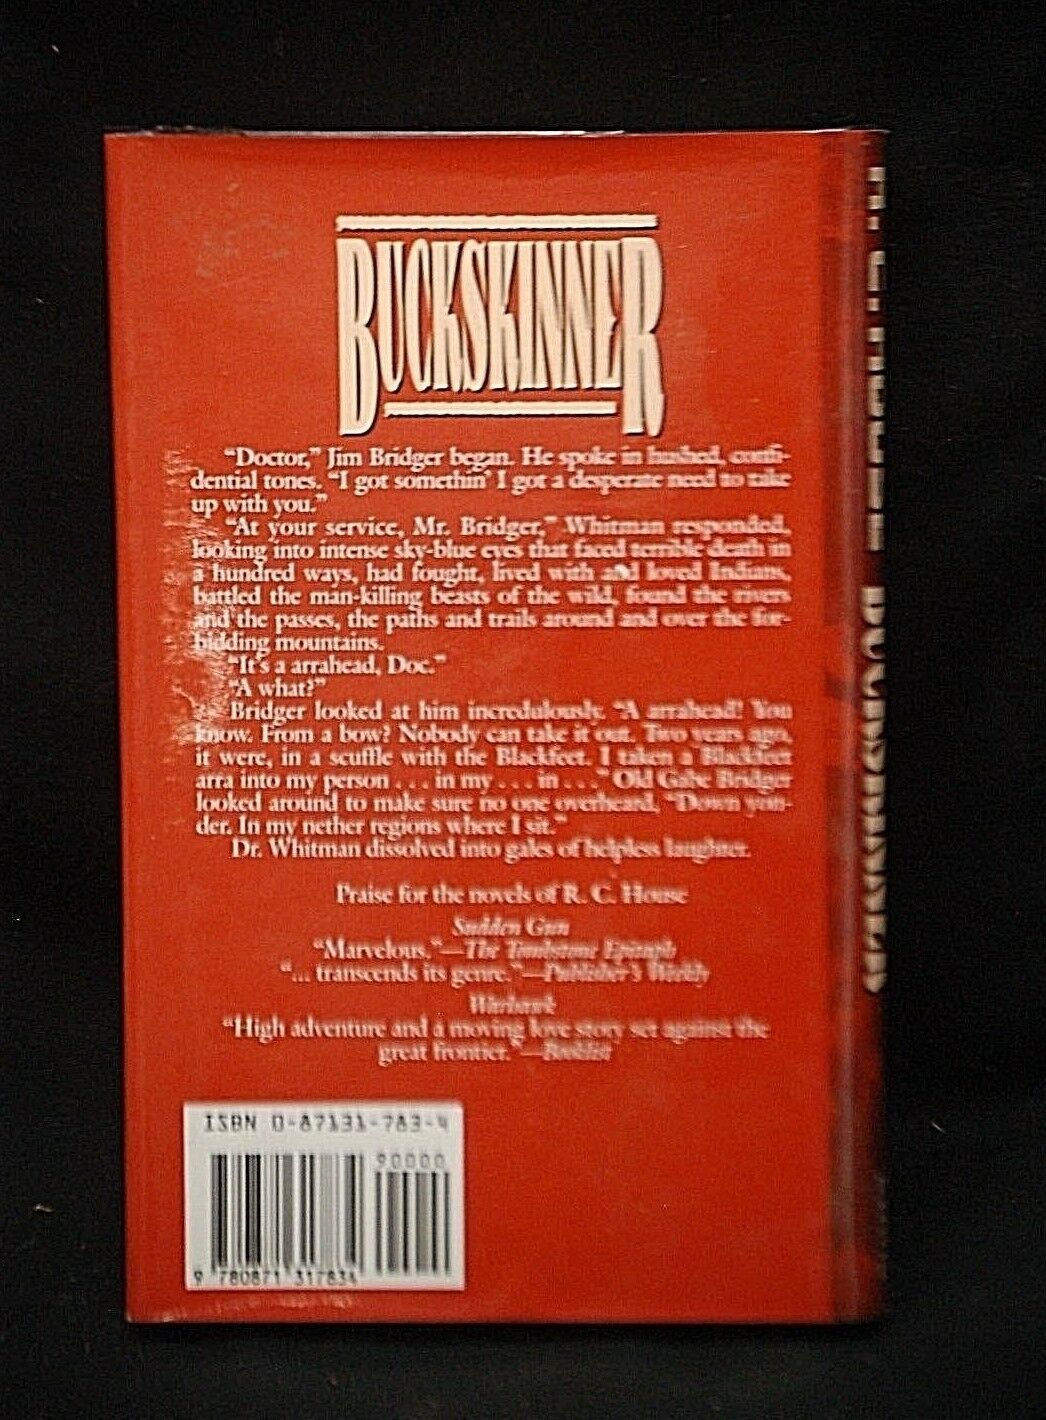 BUCKSKINNER
"Doctor," Jim Bridger began. He spoke in hushed, confi-
dential tones. "I got somethin' I got a desperate need to take
up with you."
"At your service, Mr. Bridger," Whitman responded,
looking into intense sky-blue eyes that faced terrible death in
a hundred ways, had fought, lived with and loved Indians,
battled the man-killing beasts of the wild, found the rivers
and the passes, the paths and trails around and over the for-
bidding mountains.
"It's a arrahead, Doc."
"A what?"
Bridger looked at him incredulously. "A arrahead! You
know. From a bow? Nobody can take it out. Two years ago,
it were, in a scuffle with the Blackfeet. I taken a Blackfeet
arra into my person . . . in my . . . in . . ." Old Gabe Bridger
looked around to make sure no one overheard, "Down yon-
der. In my nether regions where I sit."
Dr. Whitman dissolved into gales of helpless laughter.
Praise for the novels of R. C. House
Sudden Gun
"Marvelous."—The Tombstone Epitaph
"... transcends its genre."—Publisher's Weekly
Warhawk
"High adventure and a moving love story set against the
great frontier."—Booklist
ISBN 0-87131-783-4
90000
9 780871 317834
BUCKSKINNER